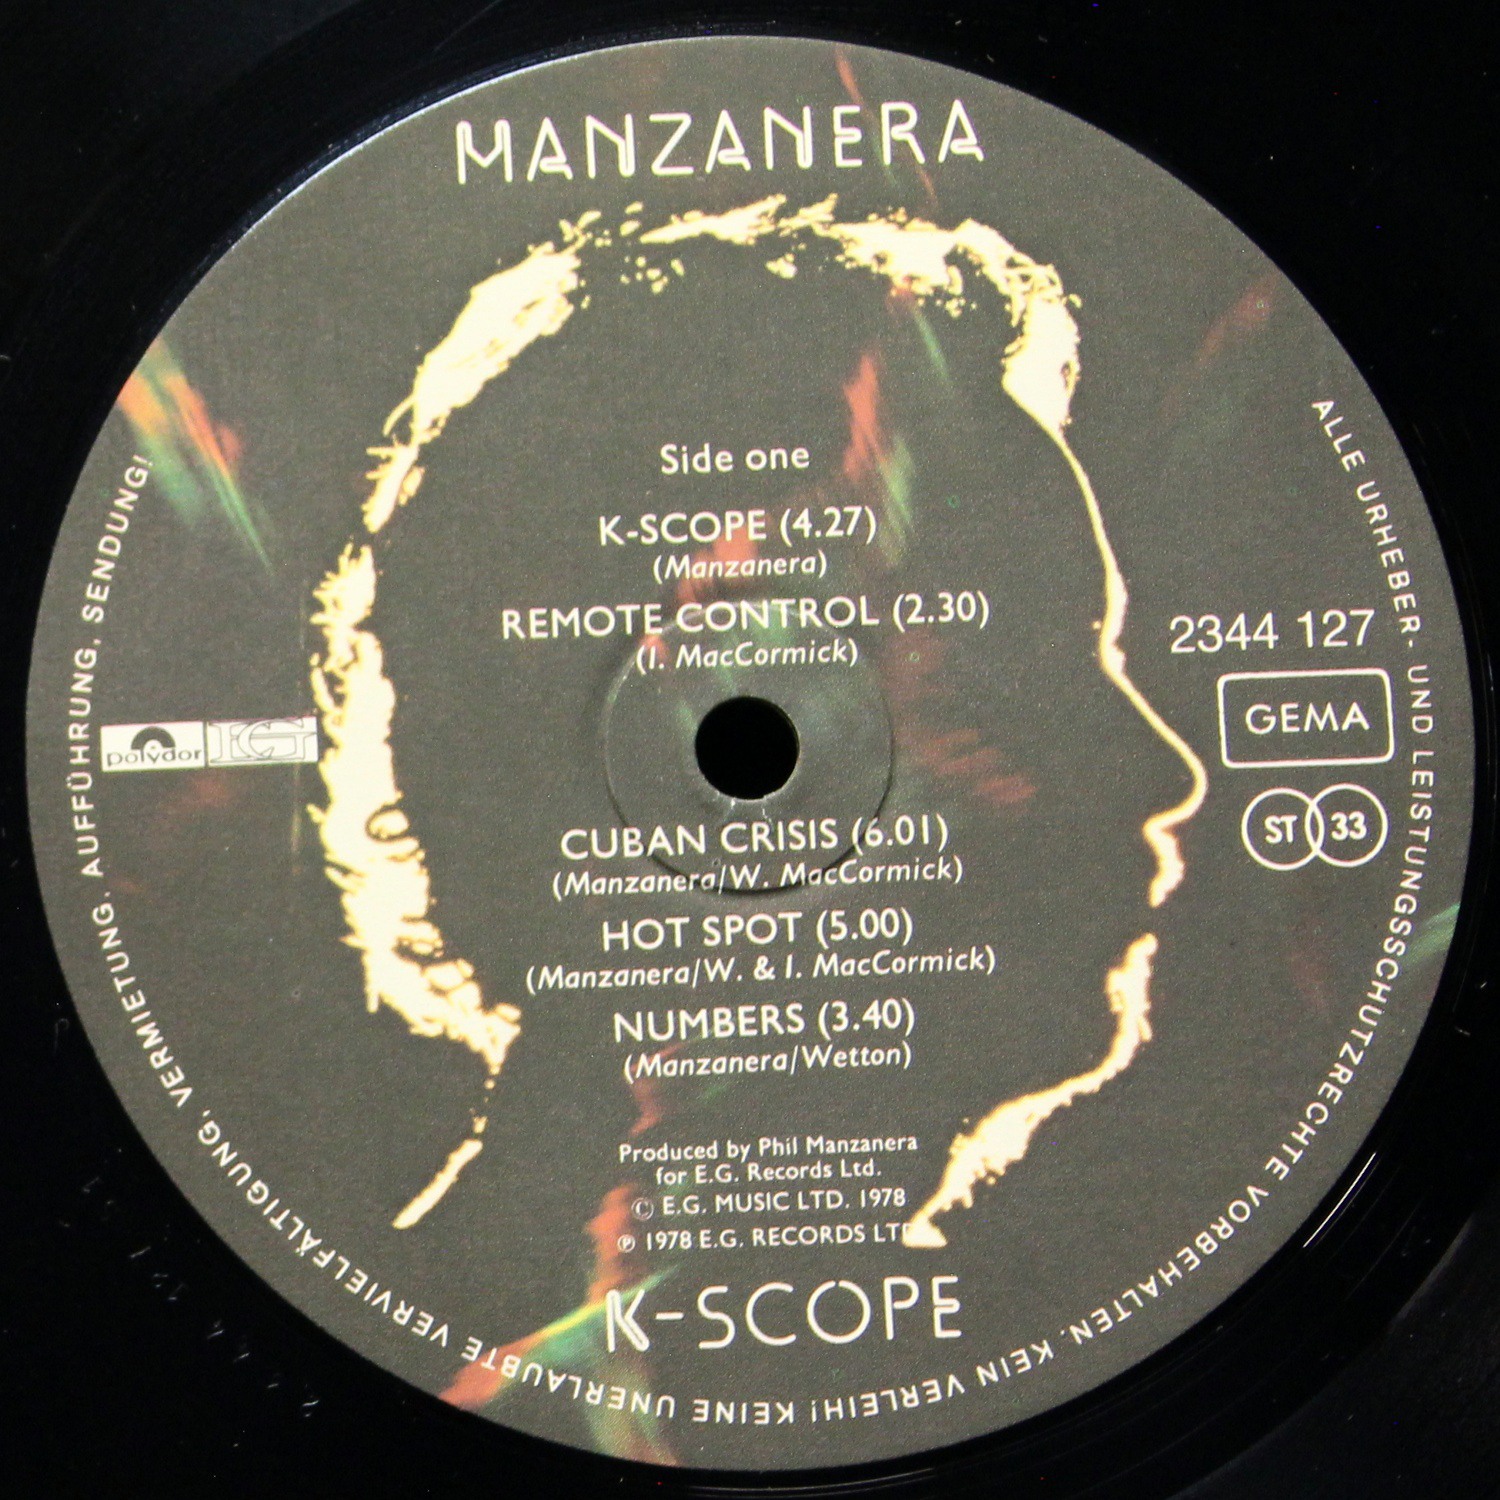 MANZANERA
Side one
K-SCOPE (4.27)
(Manzanera)
REMOTE CONTROL (2.30)
(I. MacCormick)
2344 127
GEMA
ST 33
polydor EG
CUBAN CRISIS (6.01)
(Manzanera/W. MacCormick)
HOT SPOT (5.00)
(Manzanera/W. & I. MacCormick)
NUMBERS (3.40)
(Manzanera/Wetton)
Produced by Phil Manzanera
for E.G. Records Ltd.
© E.G. MUSIC LTD. 1978
℗ 1978 E.G. RECORDS LTD
K-SCOPE
ALLE URHEBER- UND LEISTUNGSSCHUTZRECHTE VORBEHALTEN. KEIN VERLEIH! KEINE UNERLAUBTE VERVIELFÄLTIGUNG, VERMIETUNG, AUFFÜHRUNG, SENDUNG!